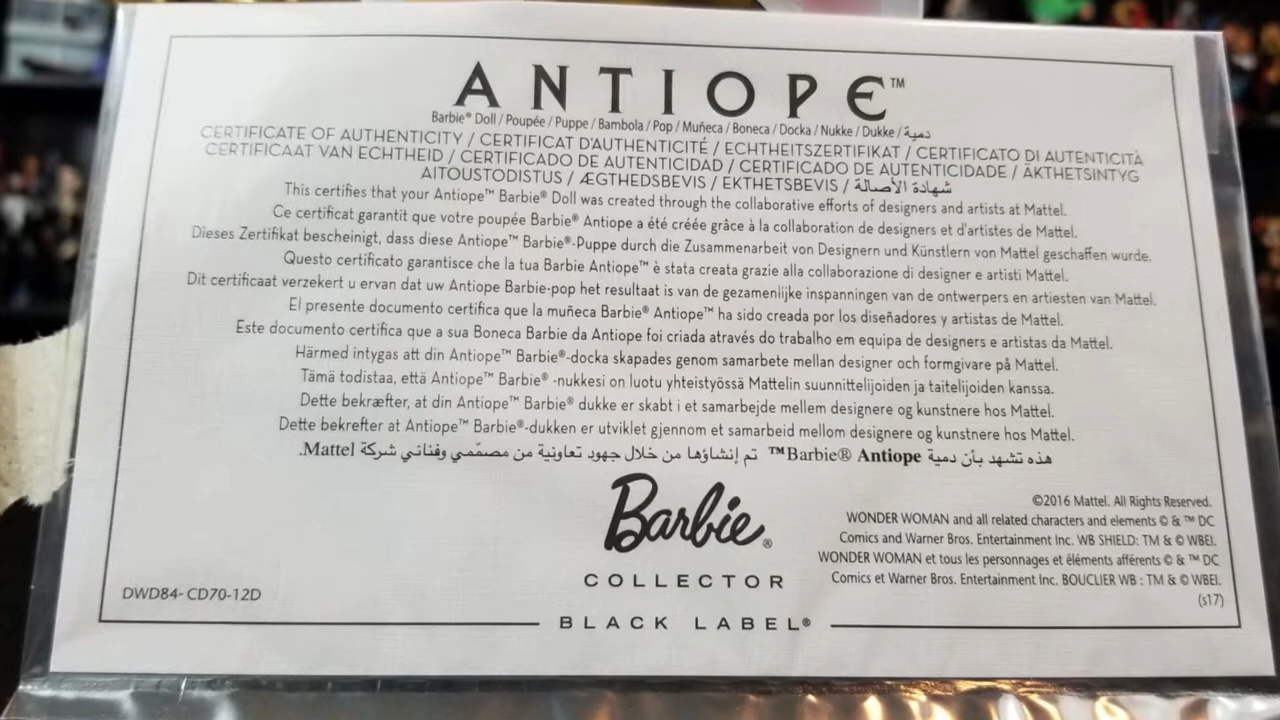 ANTIOPE™
Barbie® Doll / Poupée / Puppe / Bambola / Pop / Muñeca / Boneca / Docka / Nukke / Dukke / دمية
CERTIFICATE OF AUTHENTICITY / CERTIFICAT D'AUTHENTICITÉ / ECHTHEITSZERTIFIKAT / CERTIFICATO DI AUTENTICITÀ
CERTIFICAAT VAN ECHTHEID / CERTIFICADO DE AUTENTICIDAD / CERTIFICADO DE AUTENTICIDADE / ÄKTHETSINTYG
AITOUSTODISTUS / ÆGTHEDSBEVIS / EKTHETSBEVIS / شهادة الأصالة
This certifies that your Antiope™ Barbie® Doll was created through the collaborative efforts of designers and artists at Mattel.
Ce certificat garantit que votre poupée Barbie® Antiope a été créée grâce à la collaboration de designers et d'artistes de Mattel.
Dieses Zertifikat bescheinigt, dass diese Antiope™ Barbie®-Puppe durch die Zusammenarbeit von Designern und Künstlern von Mattel geschaffen wurde.
Questo certificato garantisce che la tua Barbie Antiope™ è stata creata grazie alla collaborazione di designer e artisti Mattel.
Dit certificaat verzekert u ervan dat uw Antiope Barbie-pop het resultaat is van de gezamenlijke inspanningen van de ontwerpers en artiesten van Mattel.
El presente documento certifica que la muñeca Barbie® Antiope™ ha sido creada por los diseñadores y artistas de Mattel.
Este documento certifica que a sua Boneca Barbie da Antiope foi criada através do trabalho em equipa de designers e artistas da Mattel.
Härmed intygas att din Antiope™ Barbie®-docka skapades genom samarbete mellan designer och formgivare på Mattel.
Tämä todistaa, että Antiope™ Barbie® -nukkesi on luotu yhteistyössä Mattelin suunnittelijoiden ja taitelijoiden kanssa.
Dette bekræfter, at din Antiope™ Barbie® dukke er skabt i et samarbejde mellem designere og kunstnere hos Mattel.
Dette bekrefter at Antiope™ Barbie®-dukken er utviklet gjennom et samarbeid mellom designere og kunstnere hos Mattel.
هذه تشهد بأن دمية Barbie® Antiope™ تم إنشاؤها من خلال جهود تعاونية من مصمّمي وفناني شركة Mattel.
Barbie®
COLLECTOR
BLACK LABEL®
©2016 Mattel. All Rights Reserved.
WONDER WOMAN and all related characters and elements © & ™ DC
Comics and Warner Bros. Entertainment Inc. WB SHIELD: TM & © WBEI.
WONDER WOMAN et tous les personnages et éléments afférents © & ™ DC
Comics et Warner Bros. Entertainment Inc. BOUCLIER WB : TM & © WBEI.
(s17)
DWD84- CD70-12D